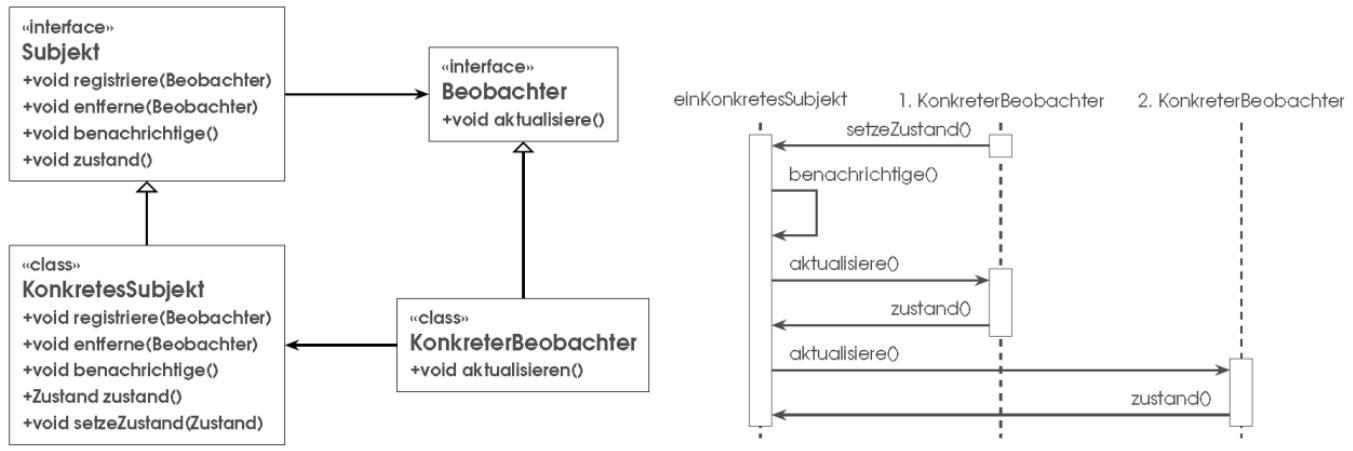 «interface»
Subjekt
+void registriere(Beobachter)
+void entferne(Beobachter)
+void benachrichtige()
+void zustand()
«interface»
Beobachter
+void aktualisiere()
«class»
KonkretesSubjekt
+void registriere(Beobachter)
+void entferne(Beobachter)
+void benachrichtige()
+Zustand zustand()
+void setzeZustand(Zustand)
«class»
KonkreterBeobachter
+void aktualisieren()
einKonkretesSubjekt
1. KonkreterBeobachter
2. KonkreterBeobachter
setzeZustand()
benachrichtige()
aktualisiere()
zustand()
aktualisiere()
zustand()